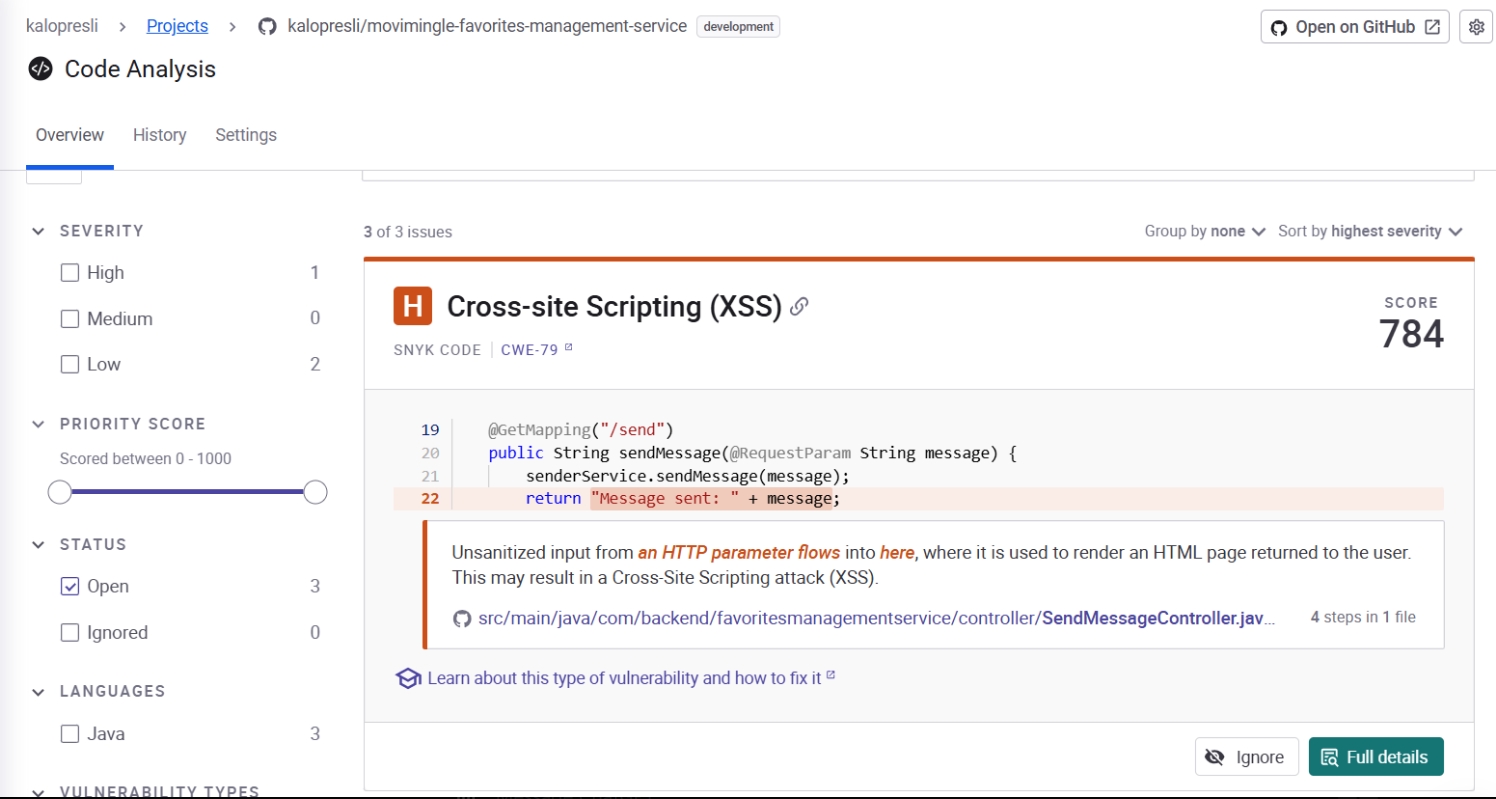 kalopresli > Projects > kalopresli/movimingle-favorites-management-service development
Open on GitHub
Code Analysis
Overview History Settings
SEVERITY
High 1
Medium 0
Low 2
PRIORITY SCORE
Scored between 0 - 1000
STATUS
Open 3
Ignored 0
LANGUAGES
Java 3
VULNERABILITY TYPES
3 of 3 issues
Group by none Sort by highest severity
H Cross-site Scripting (XSS)
SNYK CODE | CWE-79
SCORE
784
19 @GetMapping("/send")
20 public String sendMessage(@RequestParam String message) {
21 senderService.sendMessage(message);
22 return "Message sent: " + message;
Unsanitized input from an HTTP parameter flows into here, where it is used to render an HTML page returned to the user.
This may result in a Cross-Site Scripting attack (XSS).
src/main/java/com/backend/favoritesmanagementservice/controller/SendMessageController.jav... 4 steps in 1 file
Learn about this type of vulnerability and how to fix it
Ignore Full details